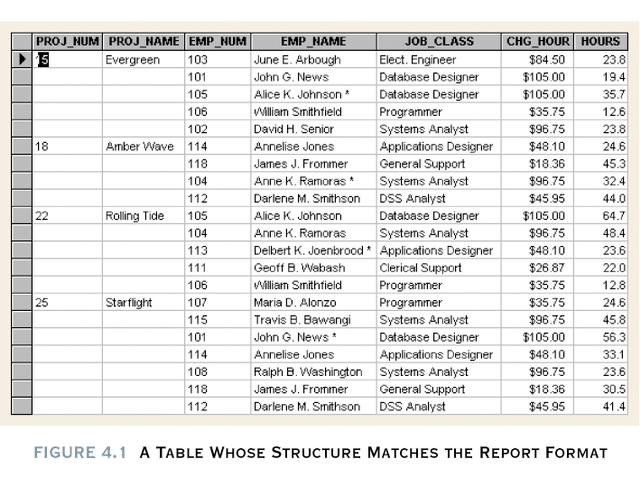 PROJ_NUM PROJ_NAME EMP_NUM EMP_NAME JOB_CLASS CHG_HOUR HOURS
15 Evergreen 103 June E. Arbough Elect. Engineer $84.50 23.8
101 John G. News Database Designer $105.00 19.4
105 Alice K. Johnson * Database Designer $105.00 35.7
106 William Smithfield Programmer $35.75 12.6
102 David H. Senior Systems Analyst $96.75 23.8
18 Amber Wave 114 Annelise Jones Applications Designer $48.10 24.6
118 James J. Frommer General Support $18.36 45.3
104 Anne K. Ramoras * Systems Analyst $96.75 32.4
112 Darlene M. Smithson DSS Analyst $45.95 44.0
22 Rolling Tide 105 Alice K. Johnson Database Designer $105.00 64.7
104 Anne K. Ramoras Systems Analyst $96.75 48.4
113 Delbert K. Joenbrood * Applications Designer $48.10 23.6
111 Geoff B. Wabash Clerical Support $26.87 22.0
106 William Smithfield Programmer $35.75 12.8
25 Starflight 107 Maria D. Alonzo Programmer $35.75 24.6
115 Travis B. Bawangi Systems Analyst $96.75 45.8
101 John G. News * Database Designer $105.00 56.3
114 Annelise Jones Applications Designer $48.10 33.1
108 Ralph B. Washington Systems Analyst $96.75 23.6
118 James J. Frommer General Support $18.36 30.5
112 Darlene M. Smithson DSS Analyst $45.95 41.4
FIGURE 4.1 A TABLE WHOSE STRUCTURE MATCHES THE REPORT FORMAT